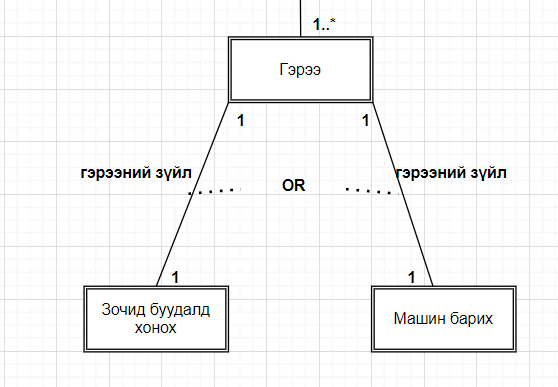 1..*
Гэрээ
1
1
гэрээний зүйл
гэрээний зүйл
OR
1
1
Зочид буудалд
хонох
Машин барих